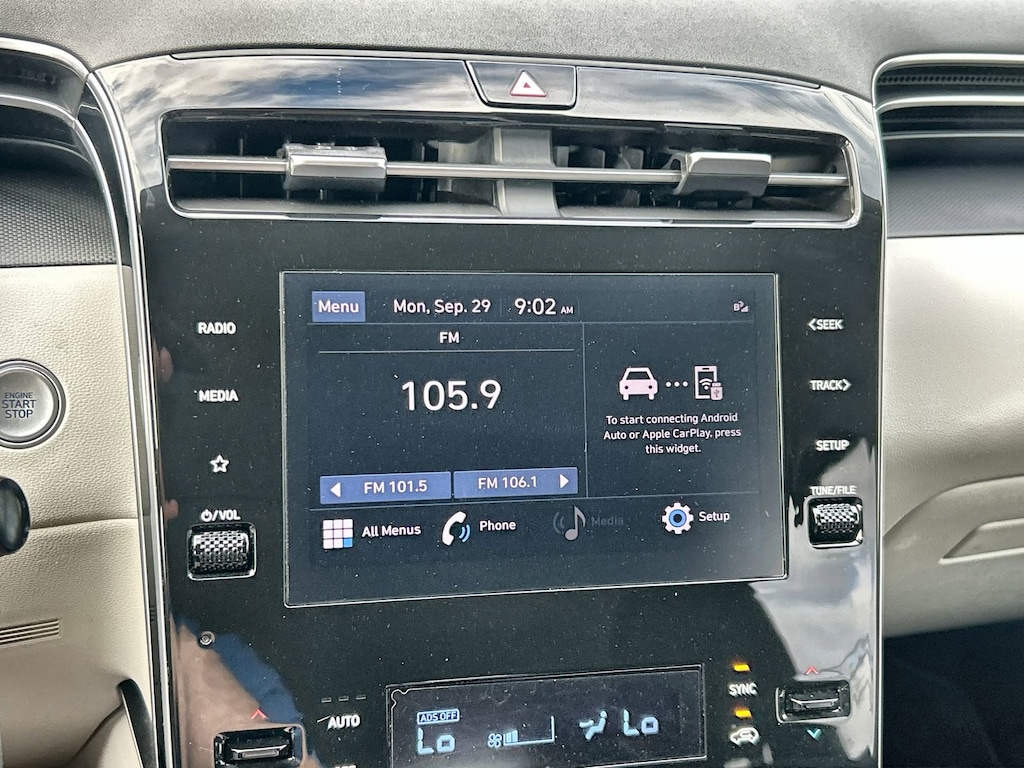 Menu
Mon, Sep. 29
9:02 AM
FM
105.9
To start connecting Android
Auto or Apple CarPlay, press
this widget.
FM 101.5
FM 106.1
All Menus
Phone
Media
Setup
RADIO
MEDIA
/VOL
<SEEK
TRACK>
SETUP
TUNE/FILE
ENGINE
START
STOP
AUTO
ADS OFF
Lo
Lo
SYNC